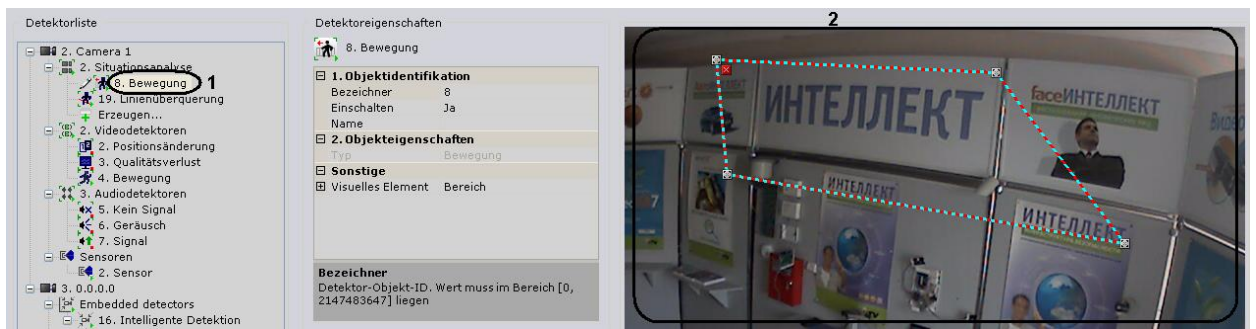 Detektorliste
2. Camera 1
2. Situationsanalyse
8. Bewegung
1
19. Linienüberquerung
Erzeugen...
2. Videodetektoren
2. Positionsänderung
3. Qualitätsverlust
4. Bewegung
3. Audiodetektoren
5. Kein Signal
6. Geräusch
7. Signal
Sensoren
2. Sensor
3. 0.0.0.0
Embedded detectors
16. Intelligente Detektion
Detektoreigenschaften
8. Bewegung
1. Objektidentifikation
Bezeichner 8
Einschalten Ja
Name
2. Objekteigenschaften
Typ Bewegung
Sonstige
Visuelles Element Bereich
Bezeichner
Detektor-Objekt-ID. Wert muss im Bereich [0,
2147483647] liegen
2
ИНТЕЛЛЕКТ
faceИНТЕЛЛЕКТ
ИНТЕЛЛЕКТ
ИНТЕЛЛЕКТ